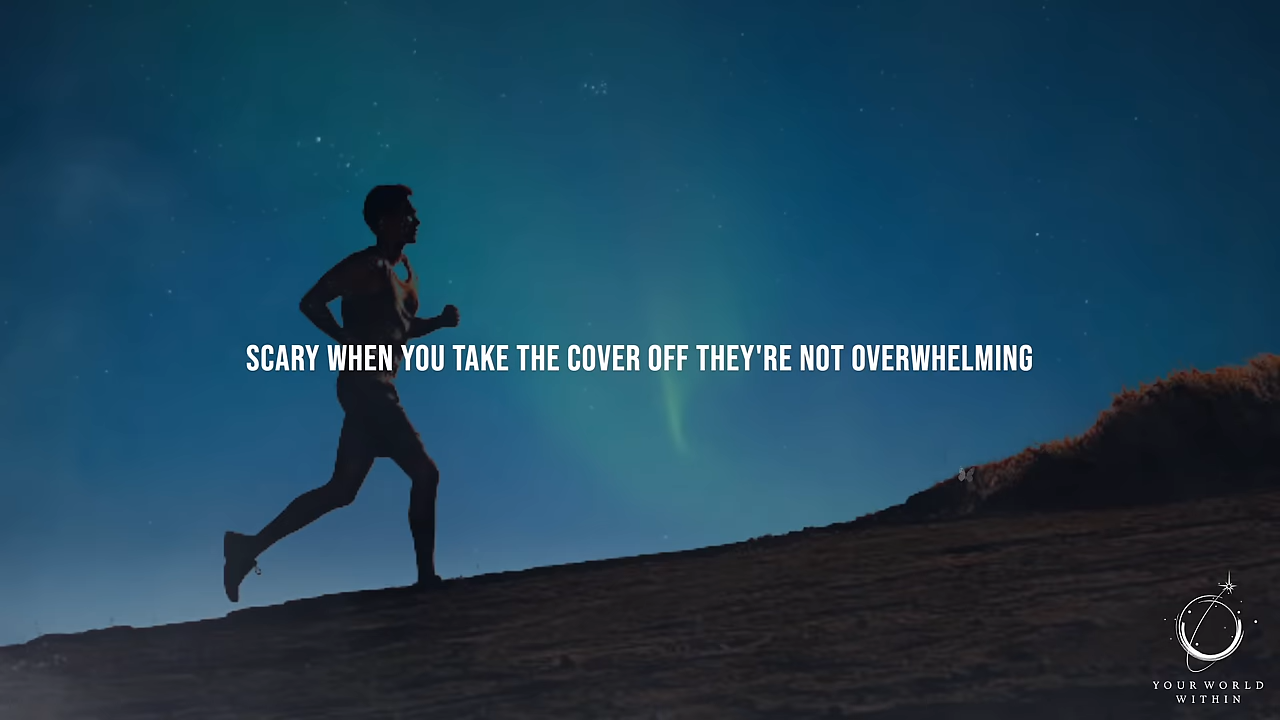 SCARY WHEN YOU TAKE THE COVER OFF THEY'RE NOT OVERWHELMING
YOUR WORLD
WITHIN